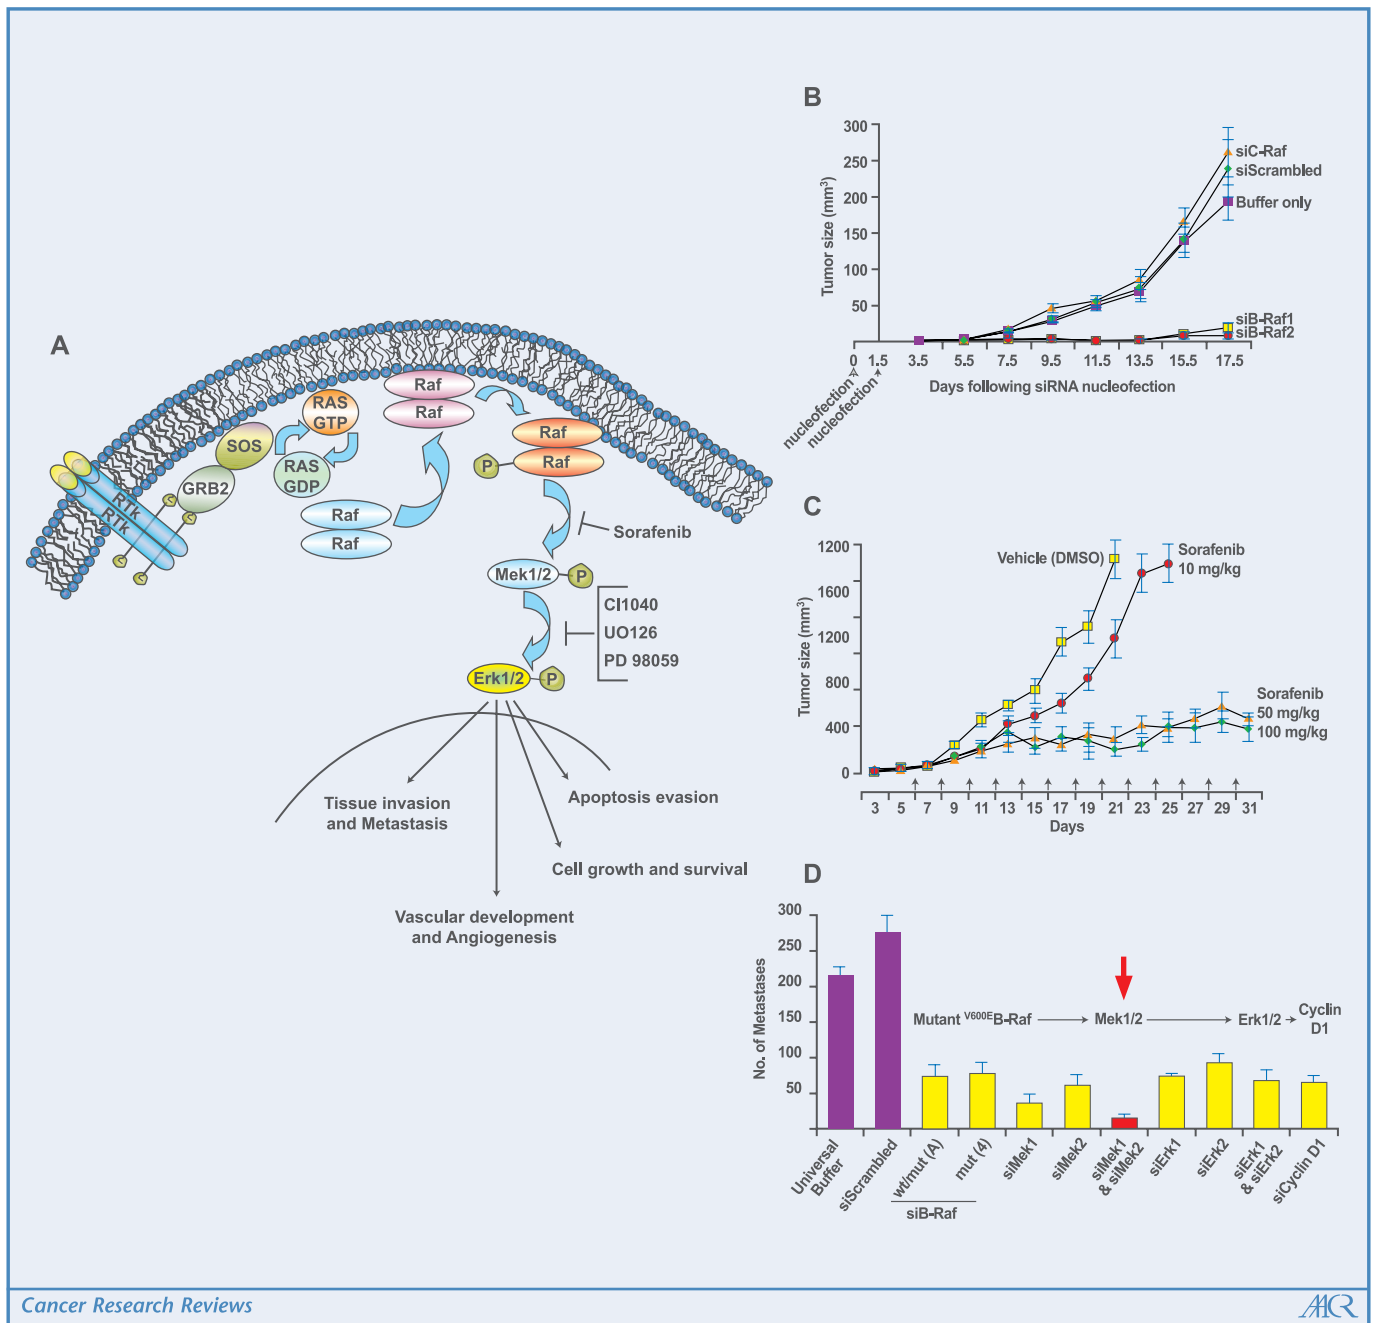 A
RTk
RTk
GRB2
SOS
RAS
GTP
RAS
GDP
Raf
Raf
Raf
Raf
Raf
Raf
P
Sorafenib
Mek1/2
P
CI1040
UO126
PD 98059
Erk1/2
P
Tissue invasion
and Metastasis
Apoptosis evasion
Cell growth and survival
Vascular development
and Angiogenesis
B
Tumor size (mm³)
300
250
200
150
100
50
siC-Raf
siScrambled
Buffer only
siB-Raf1
siB-Raf2
0 1.5 3.5 5.5 7.5 9.5 11.5 13.5 15.5 17.5
nucleofection
nucleofection
Days following siRNA nucleofection
C
Tumor size (mm³)
1200
1600
1200
800
400
0
Vehicle (DMSO)
Sorafenib
10 mg/kg
Sorafenib
50 mg/kg
100 mg/kg
3 5 7 9 11 13 15 17 19 21 23 25 27 29 31
Days
D
No. of Metastases
300
250
200
150
100
50
Mutant V600EB-Raf
Mek1/2
Erk1/2
Cyclin
D1
Universal
Buffer
siScrambled
wt/mut (A)
mut (4)
siB-Raf
siMek1
siMek2
siMek1
& siMek2
siErk1
siErk2
siErk1
& siErk2
siCyclin D1
Cancer Research Reviews
AACR